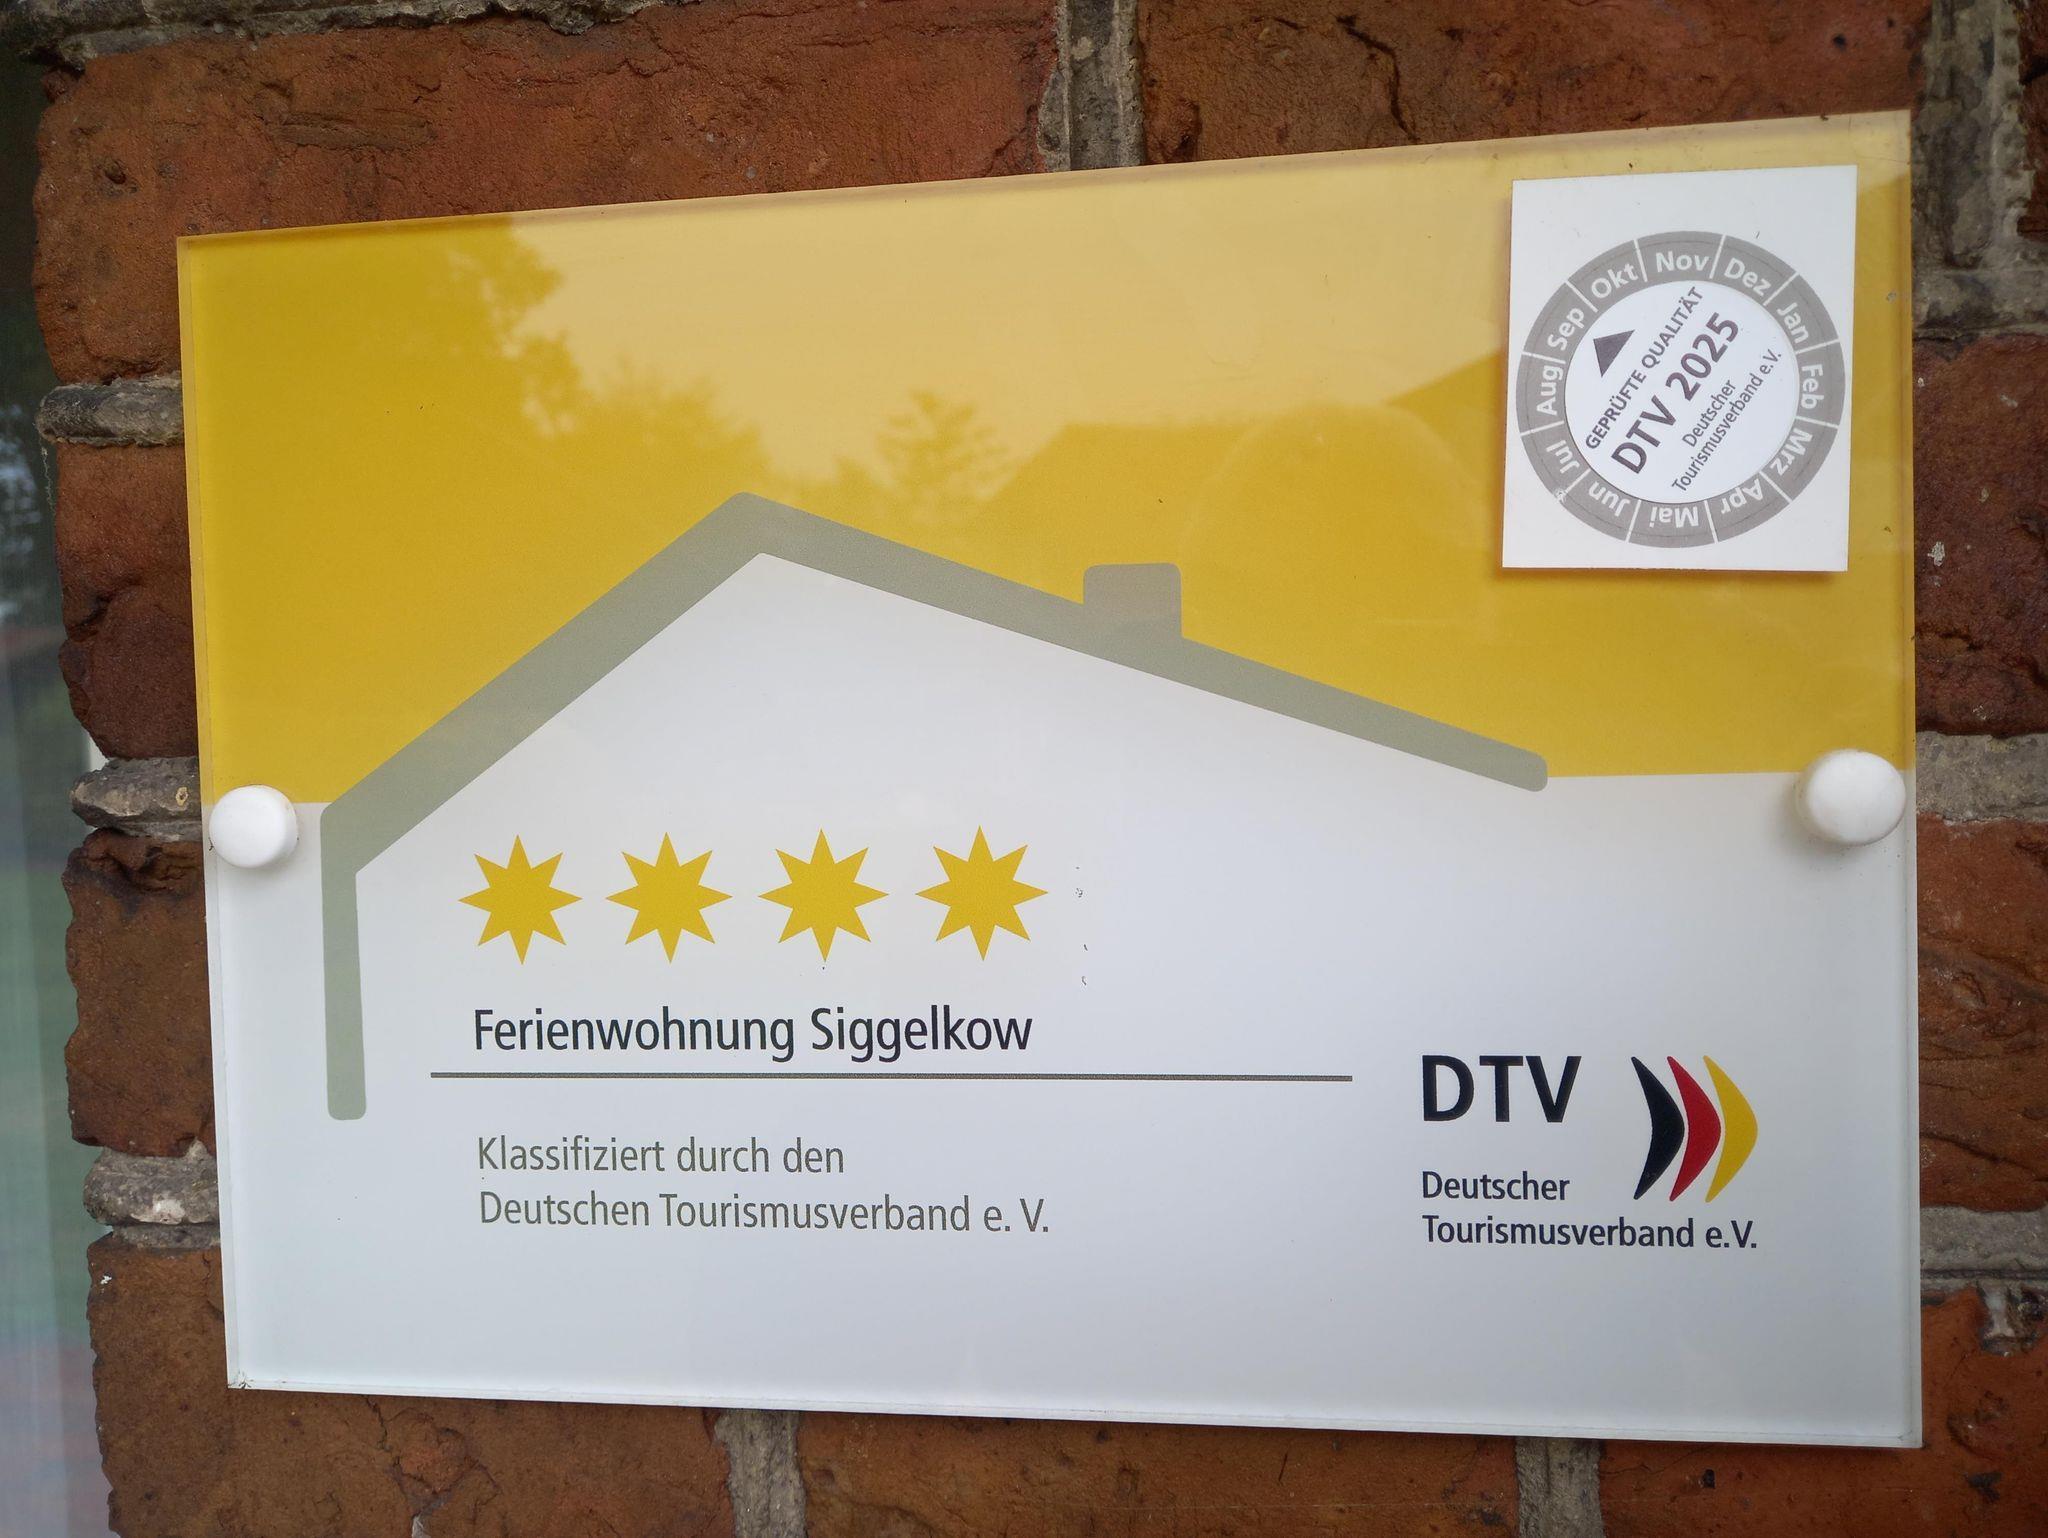 Jan Feb Mrz Apr Mai Jun Jul Aug Sep Okt Nov Dez
GEPRÜFTE QUALITÄT
DTV 2025
Deutscher
Tourismusverband e.V.
Ferienwohnung Siggelkow
Klassifiziert durch den
Deutschen Tourismusverband e. V.
DTV
Deutscher
Tourismusverband e.V.